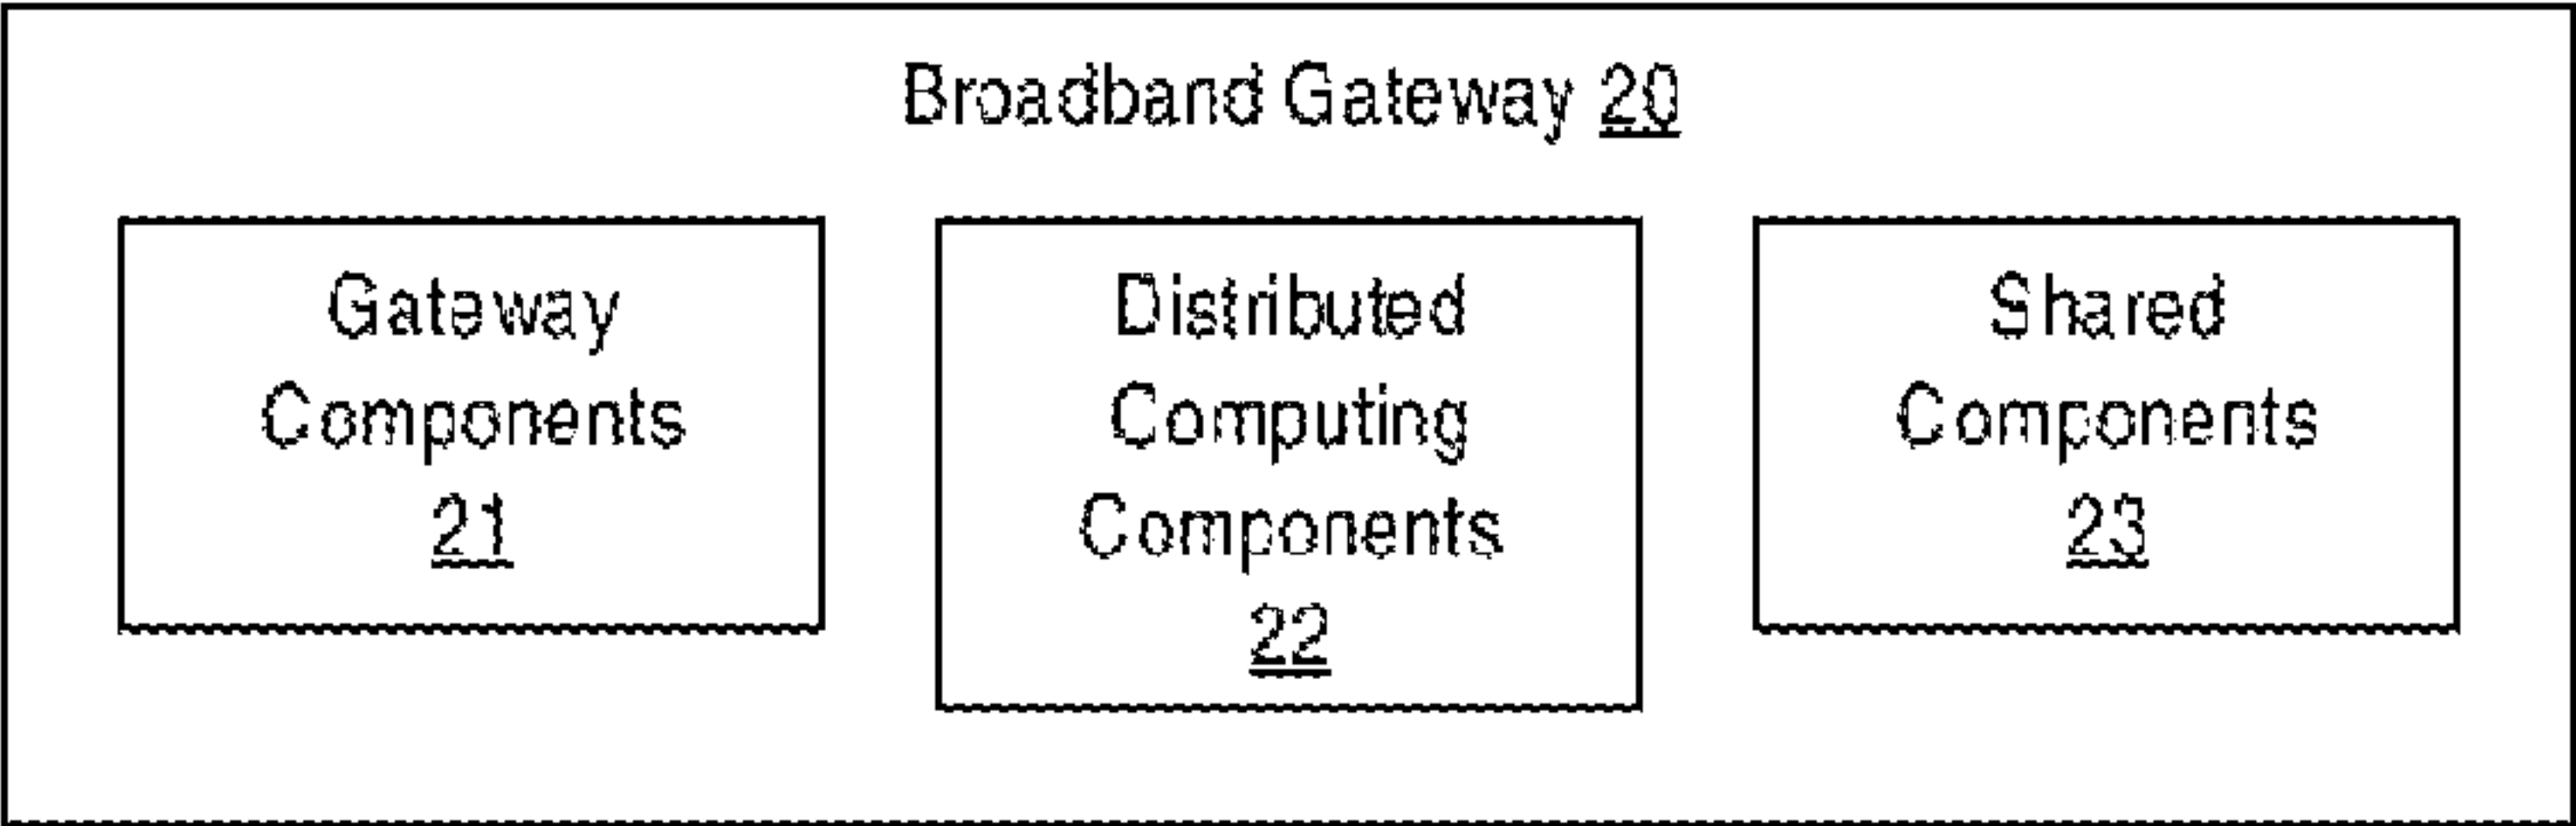 Broadband Gateway 20
Gateway
Components
21
Distributed
Computing
Components
22
Shared
Components
23